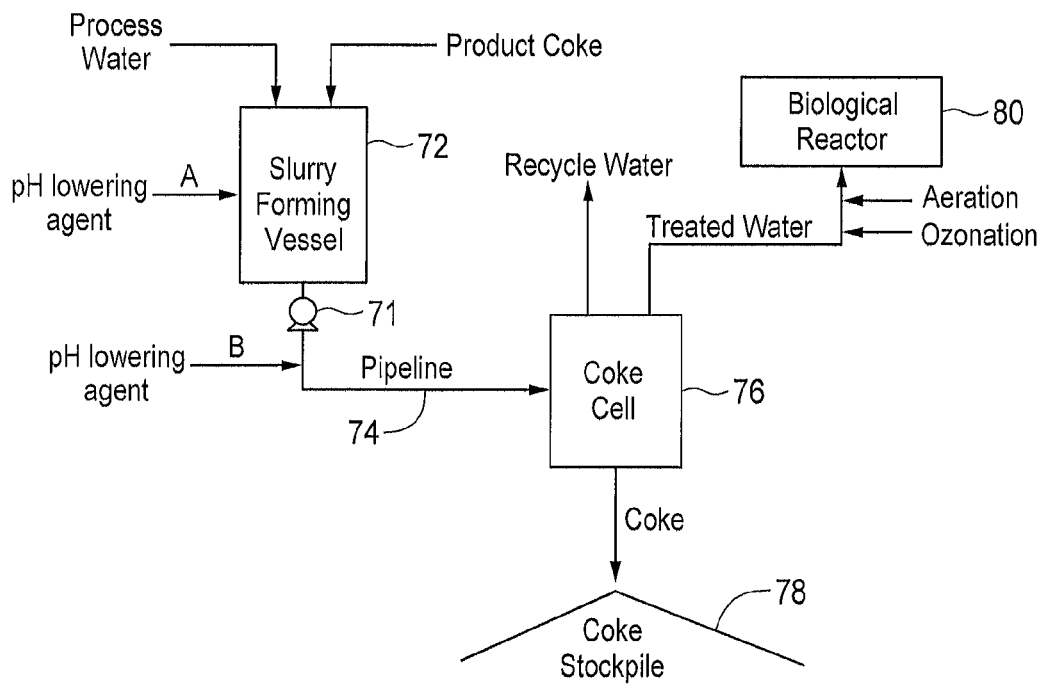 Process
Water
Product Coke
72
Slurry
Forming
Vessel
A
pH lowering
agent
71
B
pH lowering
agent
Pipeline
74
Recycle Water
Treated Water
Biological
Reactor
80
Aeration
Ozonation
Coke
Cell
76
Coke
78
Coke
Stockpile